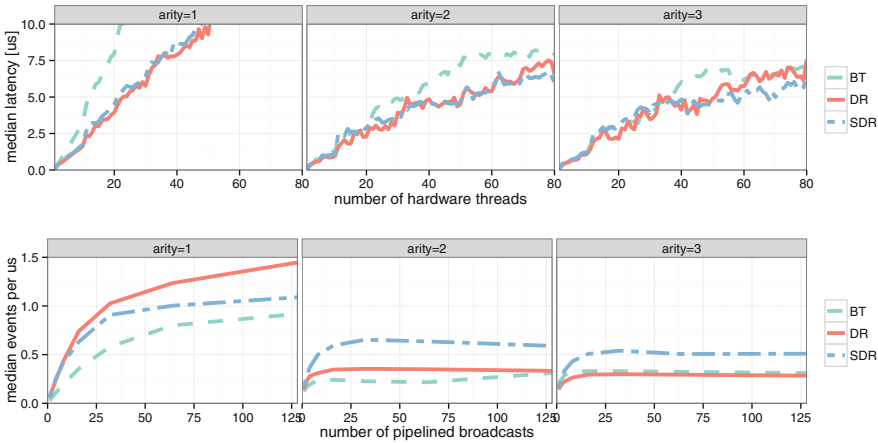 arity=1 arity=2 arity=3
median latency [us]
10.0
7.5
5.0
2.5
0.0
20 40 60 80 20 40 60 80 20 40 60 80
number of hardware threads
BT
DR
SDR
arity=1 arity=2 arity=3
median events per us
1.5
1.0
0.5
0.0
0 25 50 75 100 125 0 25 50 75 100 125 0 25 50 75 100 125
number of pipelined broadcasts
BT
DR
SDR